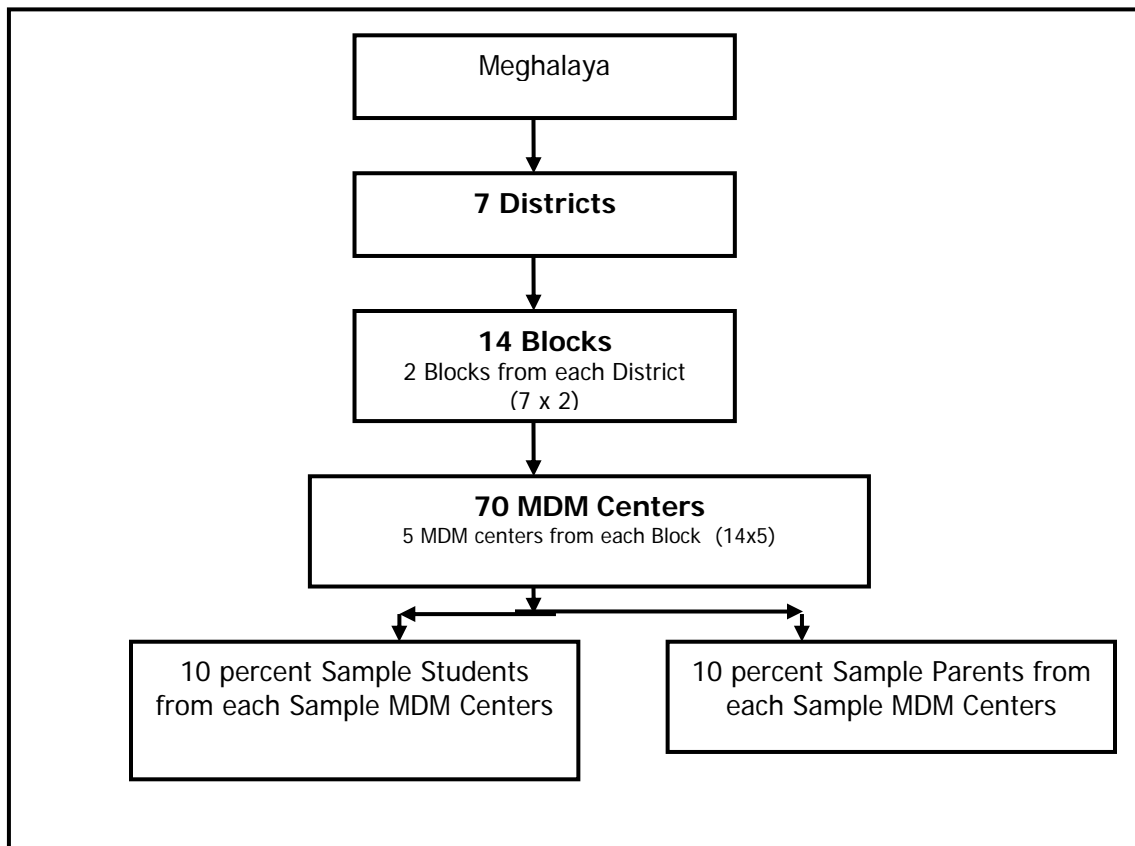 Meghalaya
7 Districts
14 Blocks
2 Blocks from each District
(7 x 2)
70 MDM Centers
5 MDM centers from each Block (14x5)
10 percent Sample Students
from each Sample MDM Centers
10 percent Sample Parents from
each Sample MDM Centers